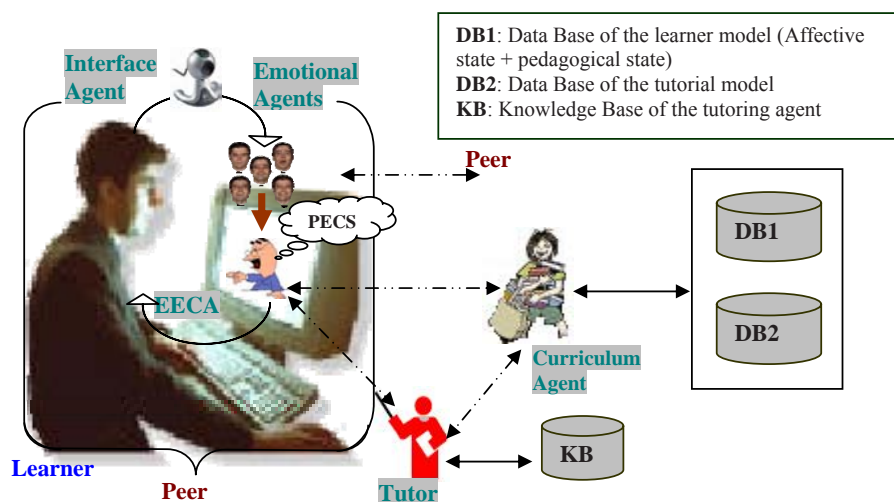 Interface
Agent
Emotional
Agents
DB1: Data Base of the learner model (Affective
state + pedagogical state)
DB2: Data Base of the tutorial model
KB: Knowledge Base of the tutoring agent
Peer
PECS
DB1
EECA
DB2
Curriculum
Agent
KB
Learner
Peer
Tutor